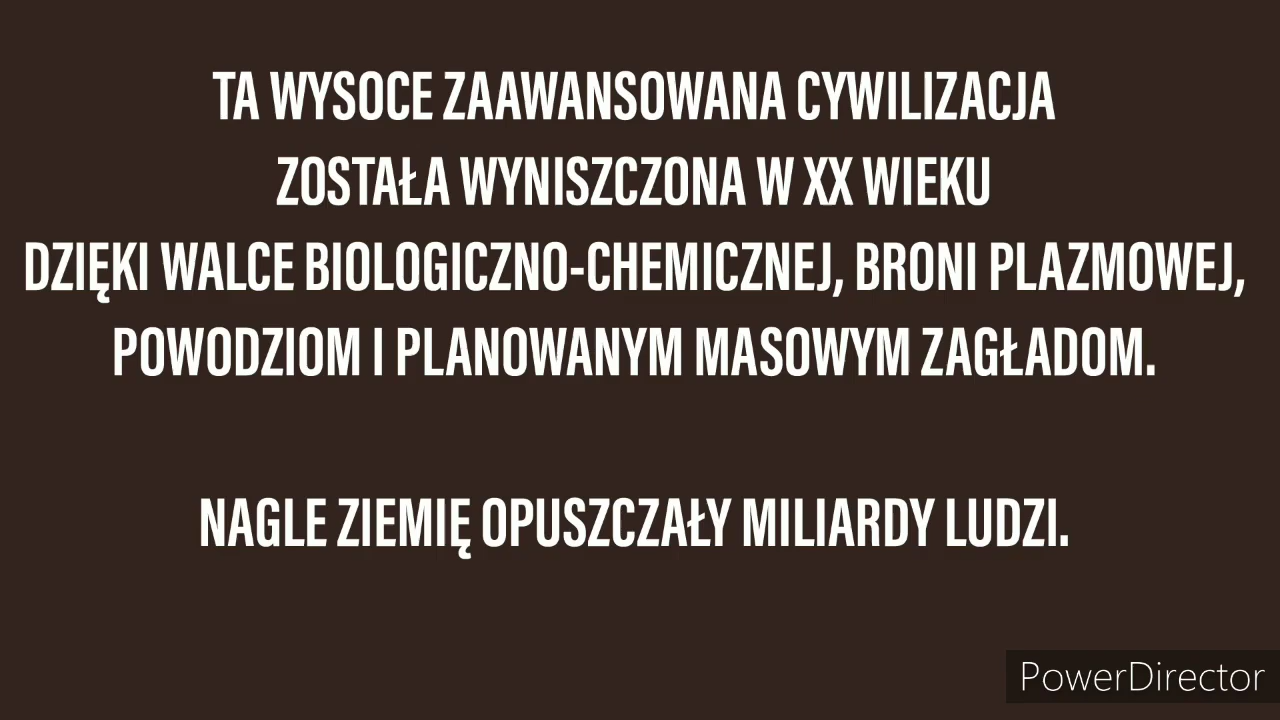 TA WYSOCE ZAAWANSOWANA CYWILIZACJA
ZOSTAŁA WYNISZCZONA W XX WIEKU
DZIĘKI WALCE BIOLOGICZNO-CHEMICZNEJ, BRONI PLAZMOWEJ,
POWODZIOM I PLANOWANYM MASOWYM ZAGŁADOM.
NAGLE ZIEMIĘ OPUSZCZAŁY MILIARDY LUDZI.
PowerDirector